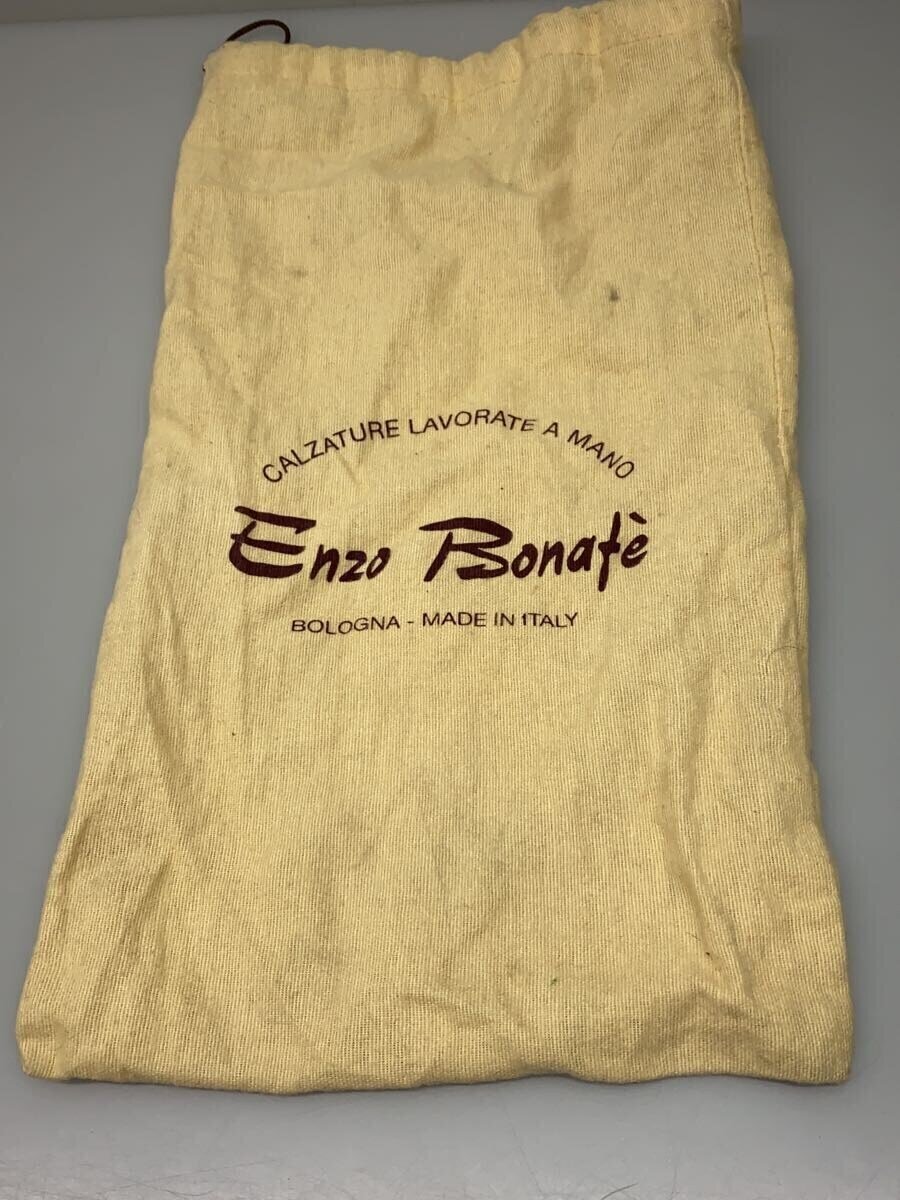 CALZATURE LAVORATE A MANO
Enzo Bonafè
BOLOGNA - MADE IN ITALY